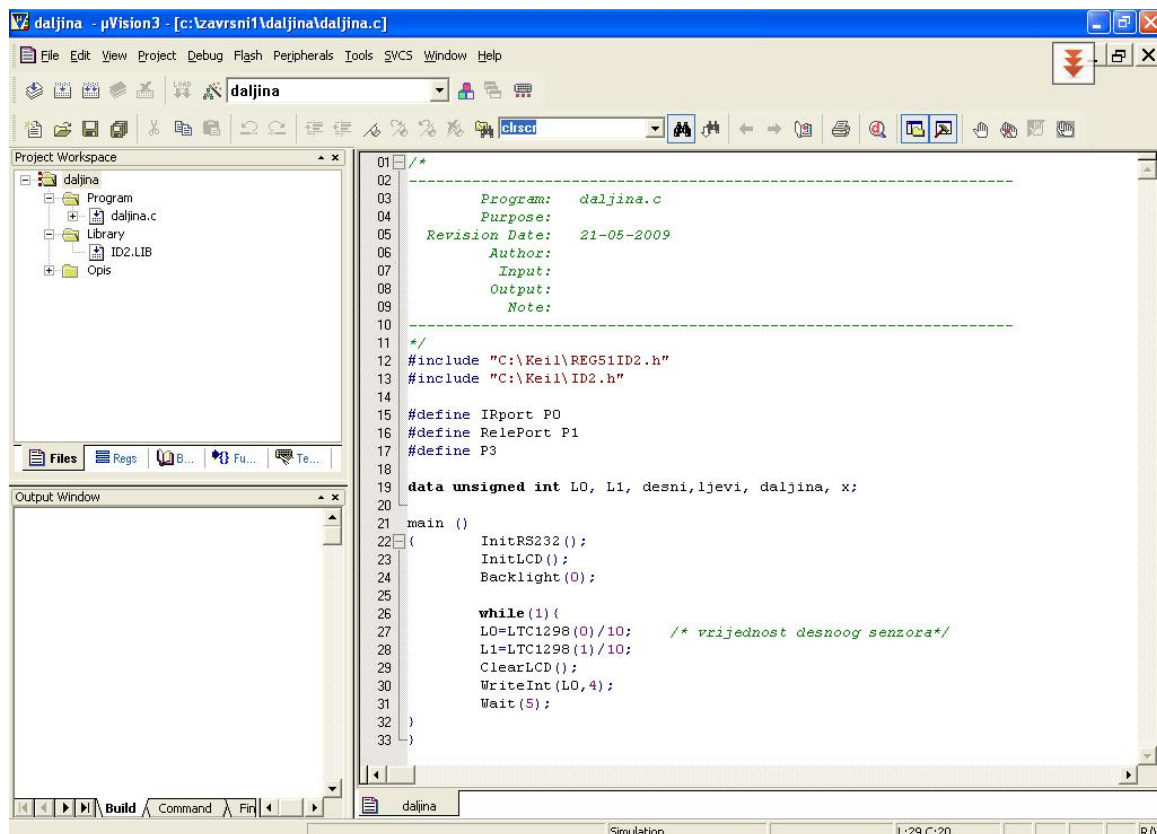 daljina - µVision3 - [c:\zavrsni1\daljina\daljina.c]
File Edit View Project Debug Flash Peripherals Tools SVCS Window Help
LOAD
daljina
clrscr
Project Workspace
daljina
Program
daljina.c
Library
ID2.LIB
Opis
Files Regs B... Fu... Te...
Output Window
Build Command Fin
01 /*
02 -------------------------------------------------------------------
03 Program: daljina.c
04 Purpose:
05 Revision Date: 21-05-2009
06 Author:
07 Input:
08 Output:
09 Note:
10 -------------------------------------------------------------------
11 */
12 #include "C:\Keil\REG51ID2.h"
13 #include "C:\Keil\ID2.h"
14
15 #define IRport P0
16 #define RelePort P1
17 #define P3
18
19 data unsigned int L0, L1, desni,ljevi, daljina, x;
20
21 main ()
22 { InitRS232();
23 InitLCD();
24 Backlight(0);
25
26 while(1){
27 L0=LTC1298(0)/10; /* vrijednost desnoog senzora*/
28 L1=LTC1298(1)/10;
29 ClearLCD();
30 WriteInt(L0,4);
31 Wait(5);
32 }
33 }
daljina
Simulation L:29 C:20